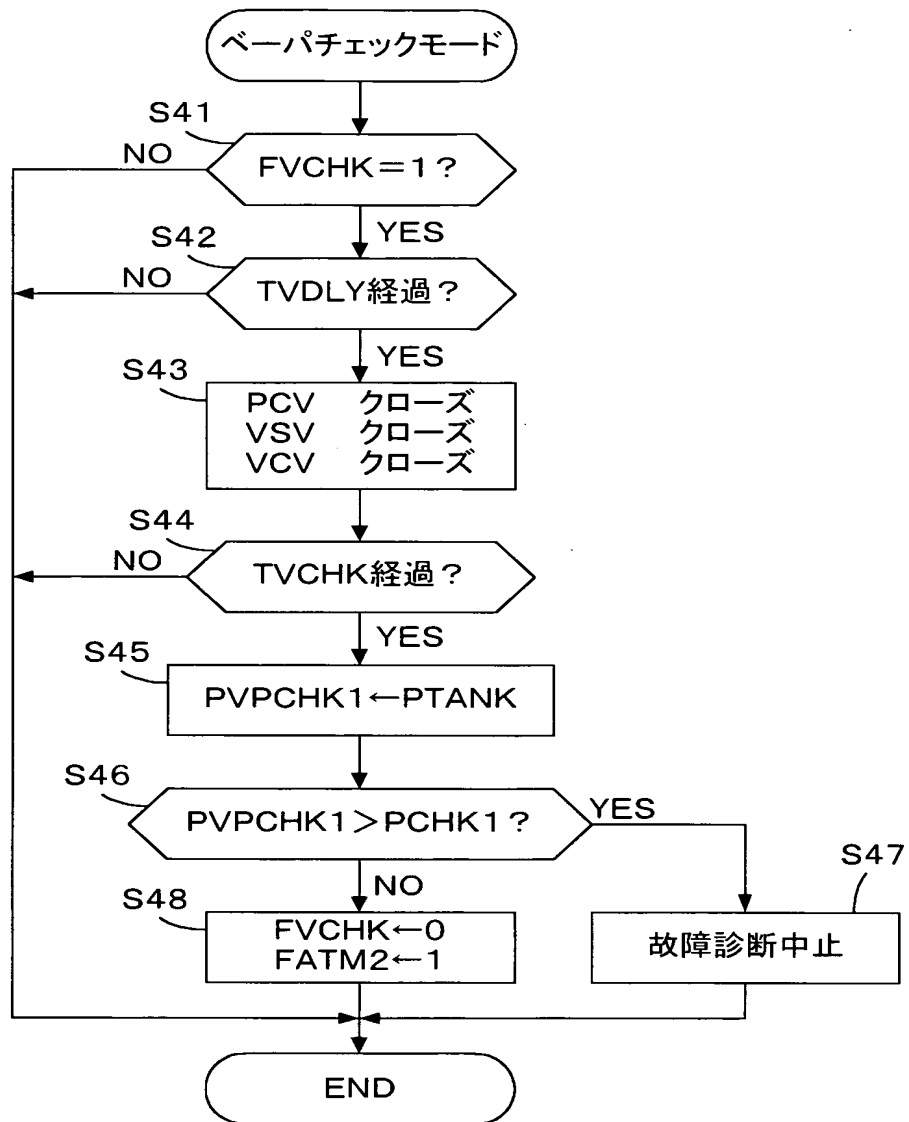 ベーパチェックモード
S41
NO
FVCHK=1?
YES
S42
NO
TVDLY経過?
YES
S43
PCV クローズ
VSV クローズ
VCV クローズ
S44
NO
TVCHK経過?
YES
S45
PVPCHK1←PTANK
S46
PVPCHK1>PCHK1?
YES
NO
S47
S48
FVCHK←0
FATM2←1
故障診断中止
END